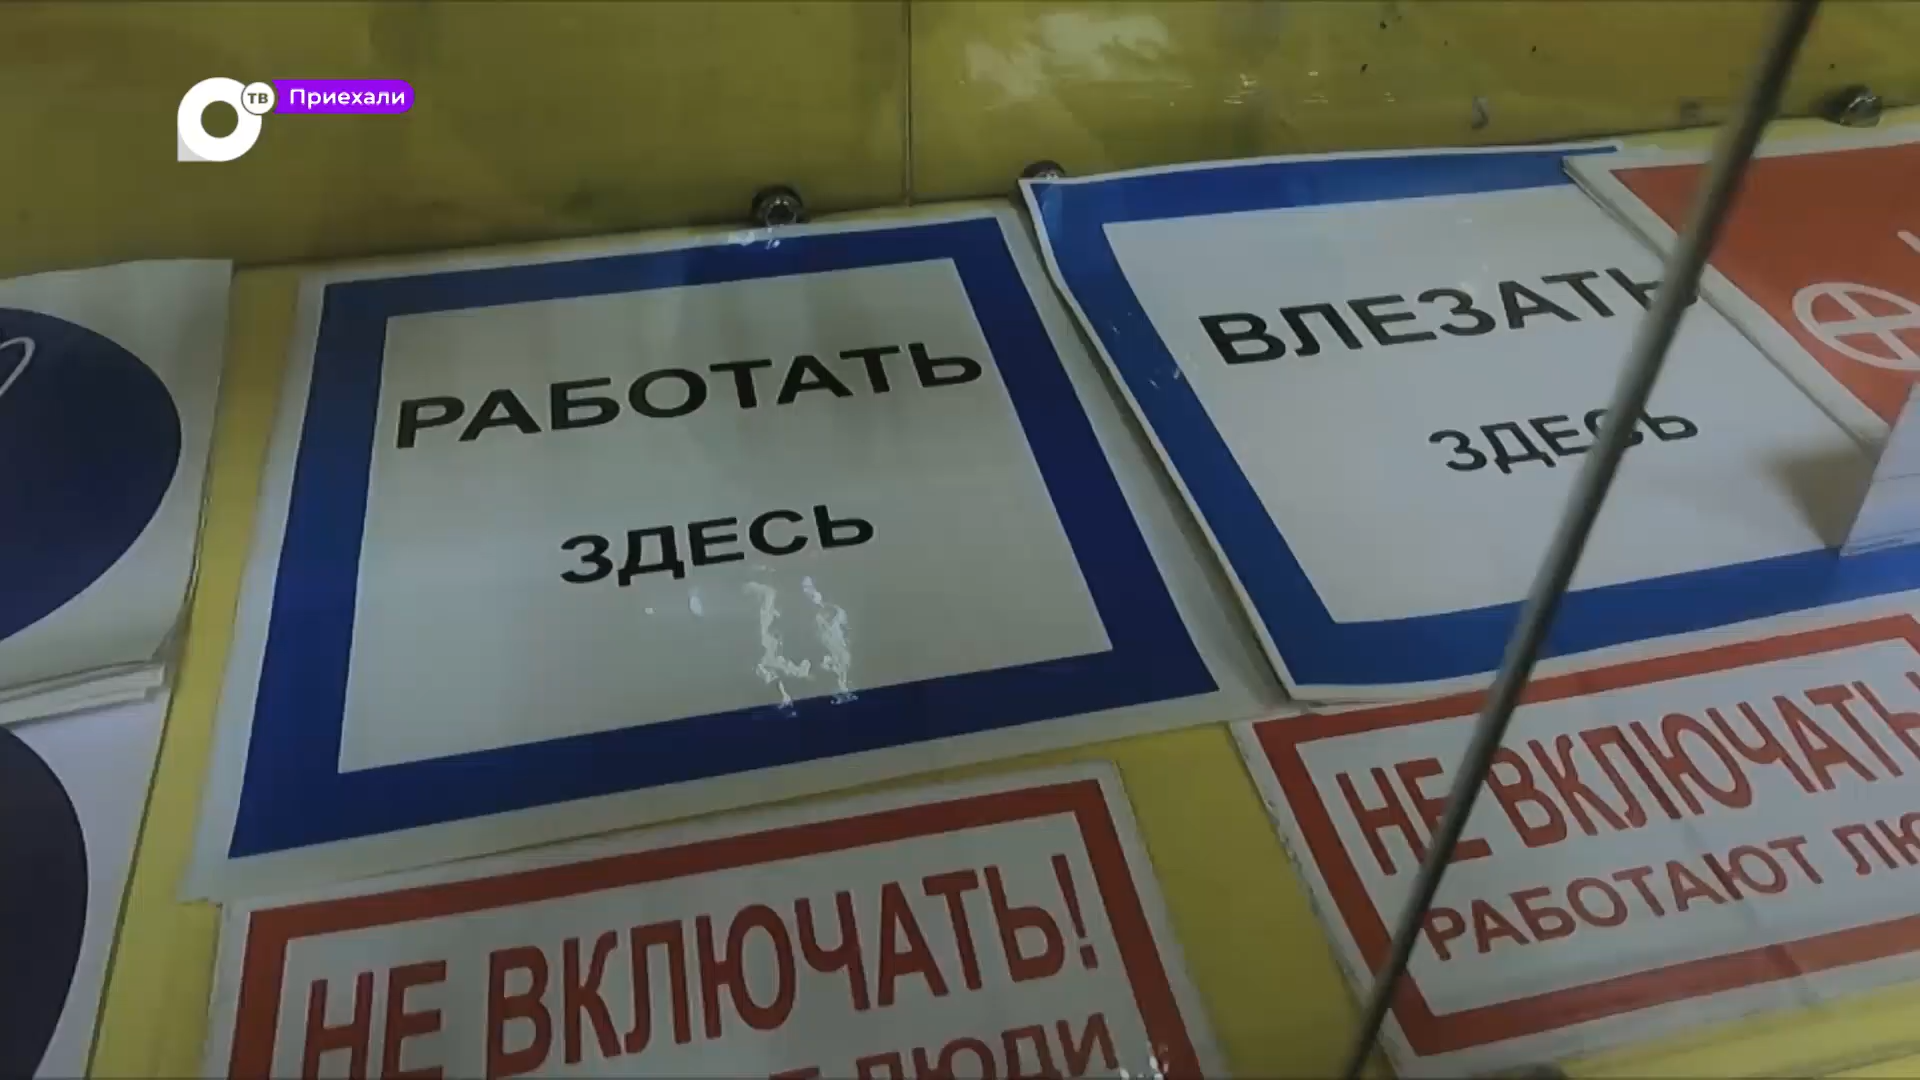 ТВ Приехали
РАБОТАТЬ
ЗДЕСЬ
ВЛЕЗАТЬ
ЗДЕСЬ
НЕ ВКЛЮЧАТЬ!
ЛЮДИ
НЕ ВКЛЮЧАТЬ
РАБОТАЮТ